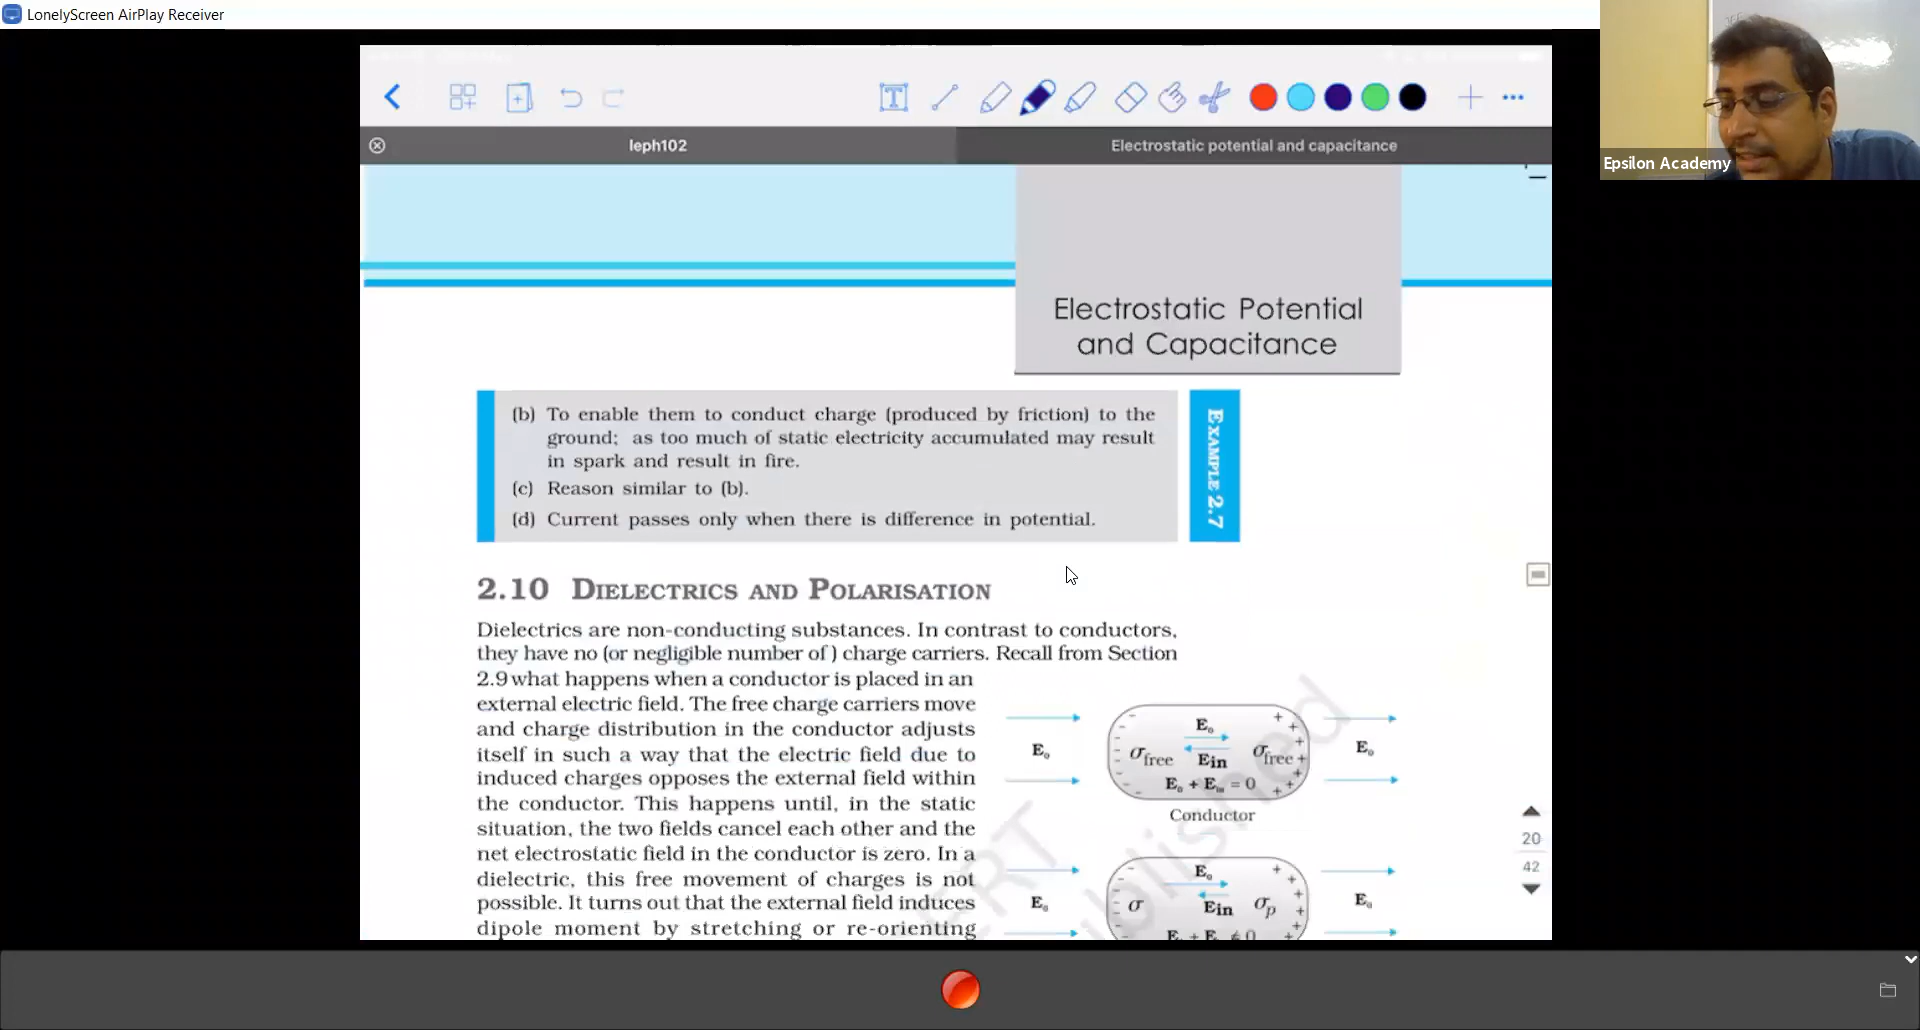 LonelyScreen AirPlay Receiver
Epsilon Academy
leph102
Electrostatic potential and capacitance
Electrostatic Potential
and Capacitance
(b) To enable them to conduct charge (produced by friction) to the
ground; as too much of static electricity accumulated may result
in spark and result in fire.
(c) Reason similar to (b).
(d) Current passes only when there is difference in potential.
EXAMPLE 2.7
2.10 DIELECTRICS AND POLARISATION
Dielectrics are non-conducting substances. In contrast to conductors,
they have no (or negligible number of ) charge carriers. Recall from Section
2.9 what happens when a conductor is placed in an
external electric field. The free charge carriers move
and charge distribution in the conductor adjusts
itself in such a way that the electric field due to
induced charges opposes the external field within
the conductor. This happens until, in the static
situation, the two fields cancel each other and the
net electrostatic field in the conductor is zero. In a
dielectric, this free movement of charges is not
possible. It turns out that the external field induces
dipole moment by stretching or re-orienting
E₀
E₀
σfree Ein σfree
E₀ + Ein = 0
E₀
Conductor
E₀
E₀
σ Ein σp
E₀
20
42